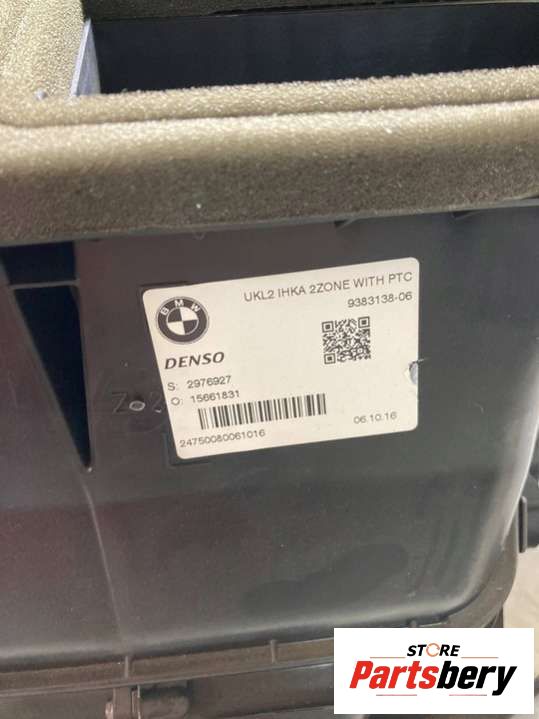 UKL2 IHKA 2ZONE WITH PTC
9383138-06
BMW
DENSO
S: 2976927
O: 15661831
06.10.16
24750080061016
STORE
Partsbery